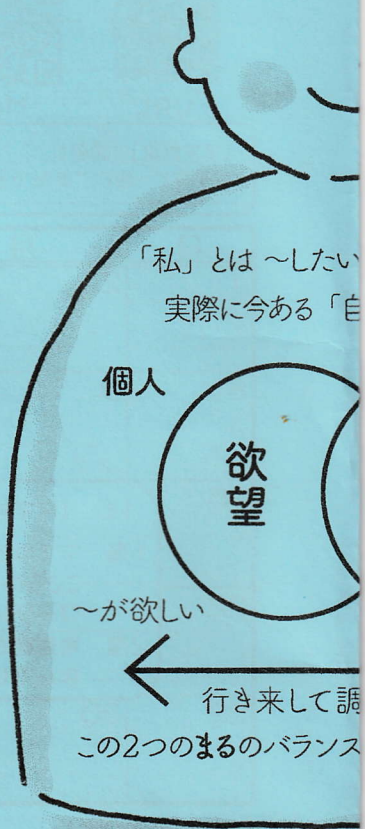 「私」とは ～したい
実際に今ある「自
個人
欲望
～が欲しい
行き来して調
この2つのまるのバランス